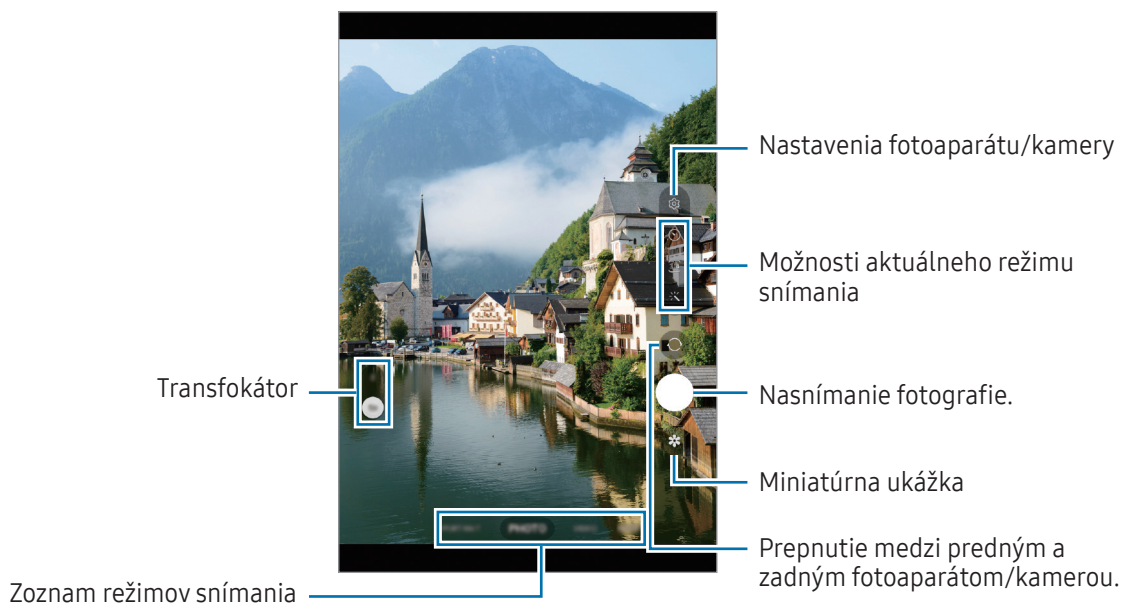 Nastavenia fotoaparátu/kamery
Možnosti aktuálneho režimu
snímania
Transfokátor
Nasnímanie fotografie.
Miniatúrna ukážka
PHOTO
Prepnutie medzi predným a
zadným fotoaparátom/kamerou.
Zoznam režimov snímania